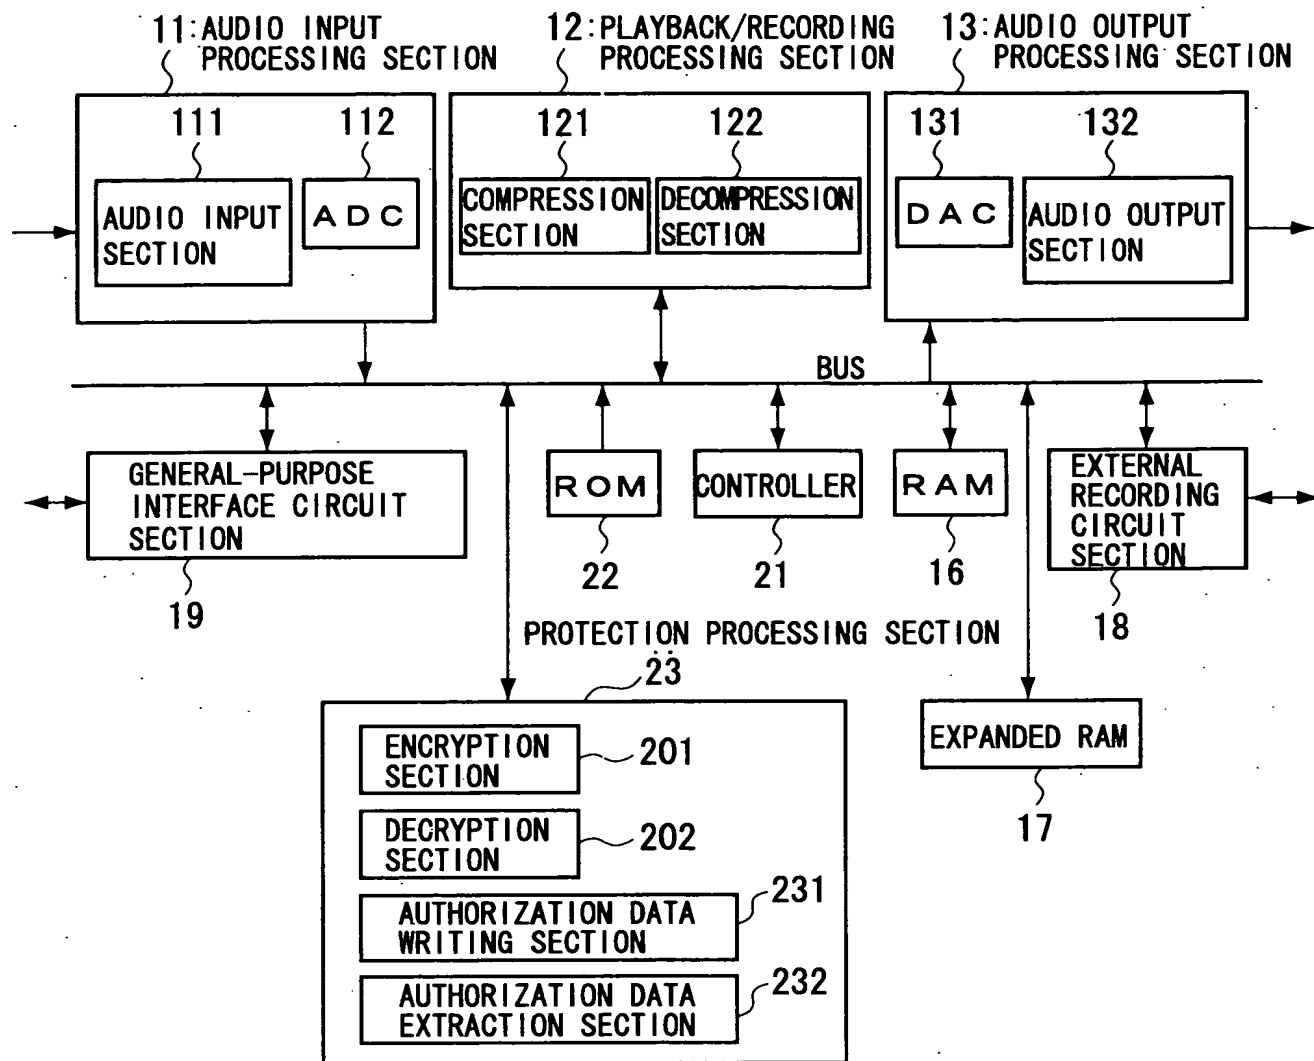 11:AUDIO INPUT
PROCESSING SECTION
12:PLAYBACK/RECORDING
PROCESSING SECTION
13:AUDIO OUTPUT
PROCESSING SECTION
111
112
121
122
131
132
AUDIO INPUT
SECTION
ADC
COMPRESSION
SECTION
DECOMPRESSION
SECTION
DAC
AUDIO OUTPUT
SECTION
BUS
GENERAL-PURPOSE
INTERFACE CIRCUIT
SECTION
ROM
CONTROLLER
RAM
EXTERNAL
RECORDING
CIRCUIT
SECTION
19
22
21
16
18
PROTECTION PROCESSING SECTION
:
23
ENCRYPTION
SECTION
201
DECRYPTION
SECTION
202
AUTHORIZATION DATA
WRITING SECTION
231
AUTHORIZATION DATA
EXTRACTION SECTION
232
EXPANDED RAM
17